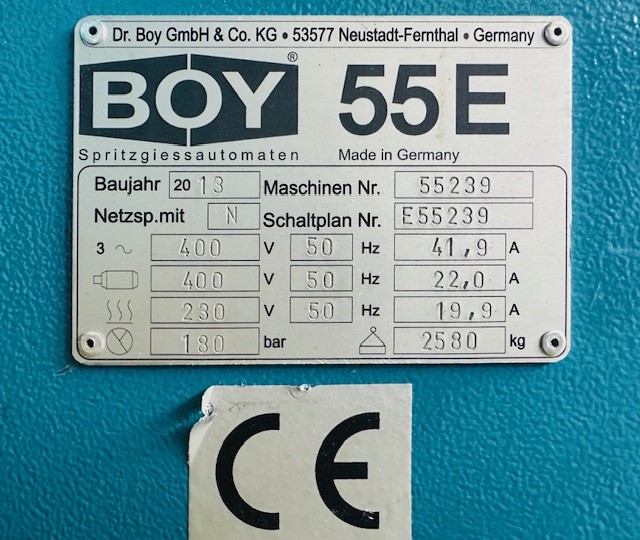 Dr. Boy GmbH & Co. KG • 53577 Neustadt-Fernthal • Germany
BOY® 55E
Spritzgiessautomaten Made in Germany
Baujahr 2013 Maschinen Nr. 55239
Netzsp.mit N Schaltplan Nr. E55239
3 ~ 400 V 50 Hz 41,9 A
400 V 50 Hz 22,0 A
230 V 50 Hz 19,9 A
180 bar 2580 kg
CE